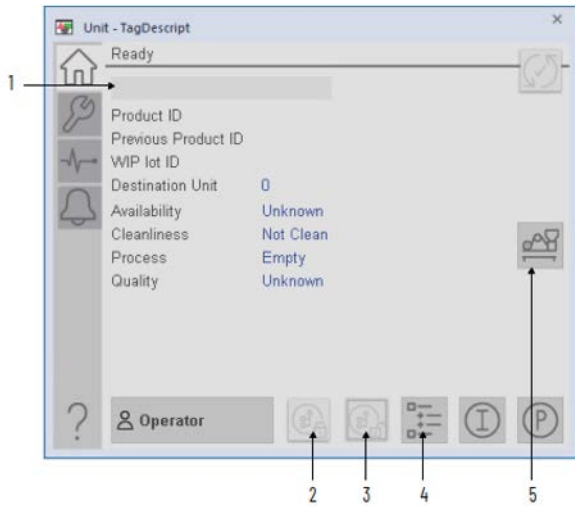 Unit - TagDescript
Ready
1
Product ID
Previous Product ID
WIP lot ID
Destination Unit 0
Availability Unknown
Cleanliness Not Clean
Process Empty
Quality Unknown
? Operator I P
2 3 4 5